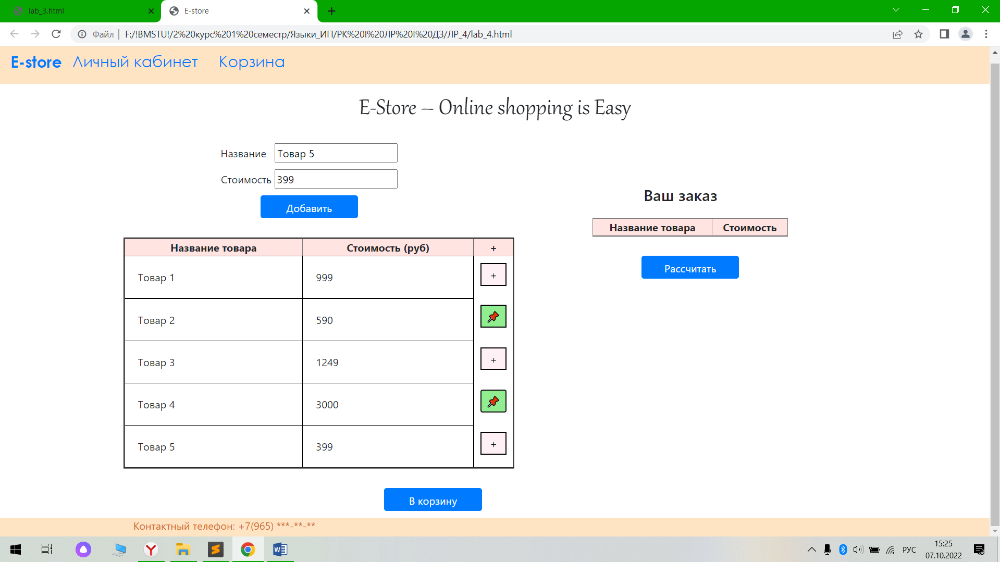 lab_3.html
E-store
Файл | F:/!BMSTU!/2%20курс%201%20семестр/Языки_ИП/РК%20I%20ЛР%20I%20ДЗ/ЛР_4/lab_4.html
E-store Личный кабинет Корзина
E-Store – Online shopping is Easy
Название Товар 5
Стоимость 399
Добавить
Название товара Стоимость (руб) +
Товар 1 999 +
Товар 2 590
Товар 3 1249 +
Товар 4 3000
Товар 5 399 +
В корзину
Ваш заказ
Название товара Стоимость
Рассчитать
Контактный телефон: +7(965) ***-**-**
РУС
15:25
07.10.2022